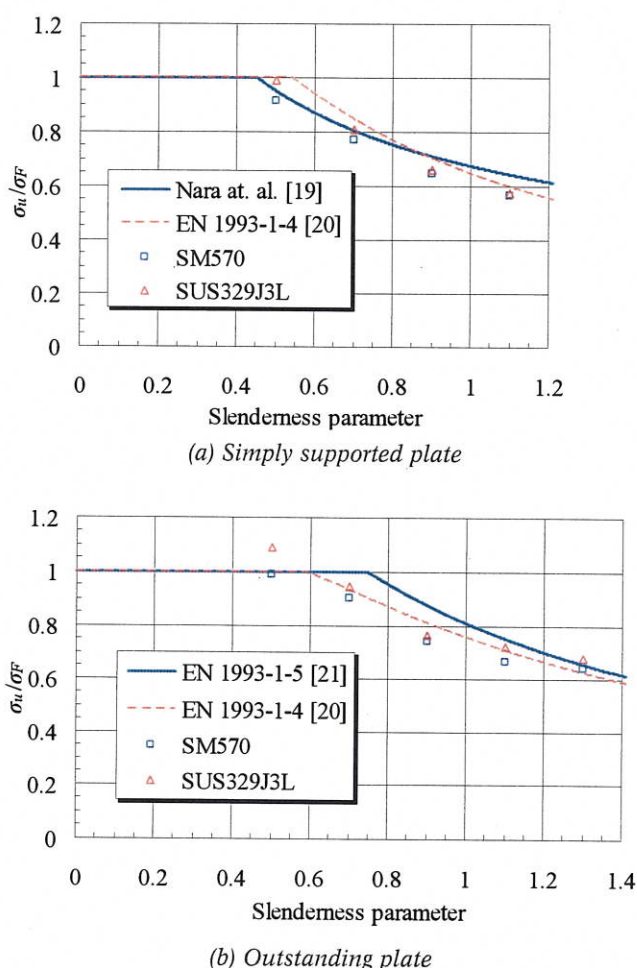 1.2
1
0.8
0.6
0.4
0.2
0
σu/σF
Nara at. al. [19]
EN 1993-1-4 [20]
SM570
SUS329J3L
0 0.2 0.4 0.6 0.8 1 1.2
Slenderness parameter
(a) Simply supported plate
1.2
1
0.8
0.6
0.4
0.2
0
σu/σF
EN 1993-1-5 [21]
EN 1993-1-4 [20]
SM570
SUS329J3L
0 0.2 0.4 0.6 0.8 1 1.2 1.4
Slenderness parameter
(b) Outstanding plate